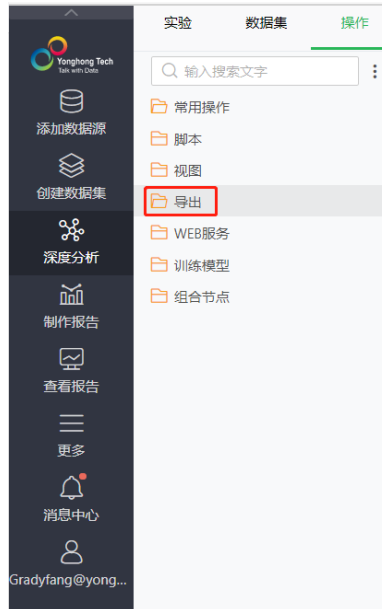 实验 数据集 操作
Yonghong Tech
Talk with Data
输入搜索文字
添加数据源
常用操作
脚本
创建数据集
视图
导出
深度分析
WEB服务
训练模型
制作报告
组合节点
查看报告
更多
消息中心
Gradyfang@yong...